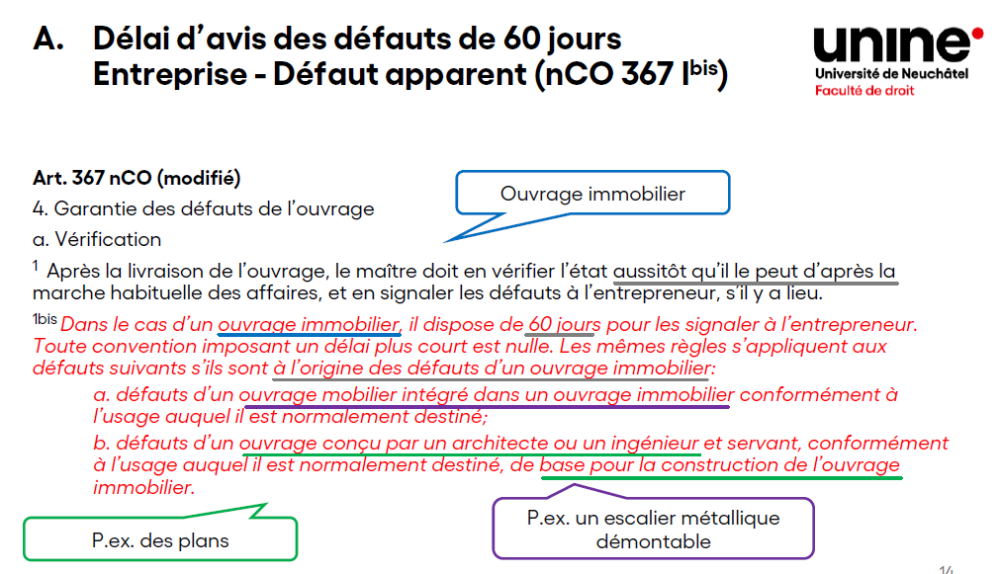 A. Délai d’avis des défauts de 60 jours
Entreprise - Défaut apparent (nCO 367 Ibis)
unine
Université de Neuchâtel
Faculté de droit
Art. 367 nCO (modifié)
Ouvrage immobilier
4. Garantie des défauts de l’ouvrage
a. Vérification
1 Après la livraison de l’ouvrage, le maître doit en vérifier l’état aussitôt qu’il le peut d’après la
marche habituelle des affaires, et en signaler les défauts à l’entrepreneur, s’il y a lieu.
1bis Dans le cas d’un ouvrage immobilier, il dispose de 60 jours pour les signaler à l’entrepreneur.
Toute convention imposant un délai plus court est nulle. Les mêmes règles s’appliquent aux
défauts suivants s’ils sont à l’origine des défauts d’un ouvrage immobilier:
a. défauts d’un ouvrage mobilier intégré dans un ouvrage immobilier conformément à
l’usage auquel il est normalement destiné;
b. défauts d’un ouvrage conçu par un architecte ou un ingénieur et servant, conformément
à l’usage auquel il est normalement destiné, de base pour la construction de l’ouvrage
immobilier.
P.ex. des plans
P.ex. un escalier métallique
démontable
14